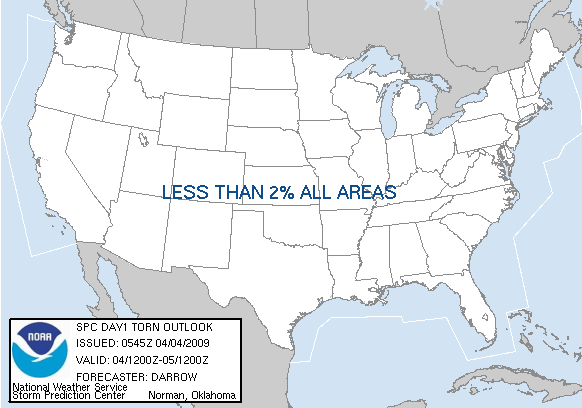 LESS THAN 2% ALL AREAS
NOAA
SPC DAY1 TORN OUTLOOK
ISSUED: 0545Z 04/04/2009
VALID: 04/1200Z-05/1200Z
FORECASTER: DARROW
National Weather Service
Storm Prediction Center Norman, Oklahoma